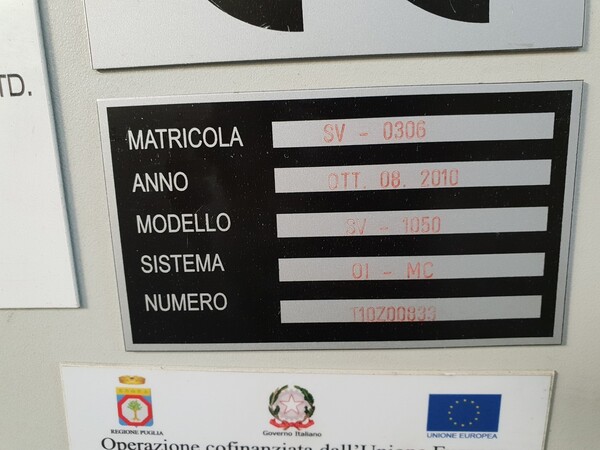 TD.
MATRICOLA SV - 0306
ANNO OTT. 08. 2010
MODELLO SV - 1050
SISTEMA OI - MC
NUMERO T10Z00833
REGIONE PUGLIA
Governo Italiano
UNIONE EUROPEA
Operazione cofinanziata dall'Unione